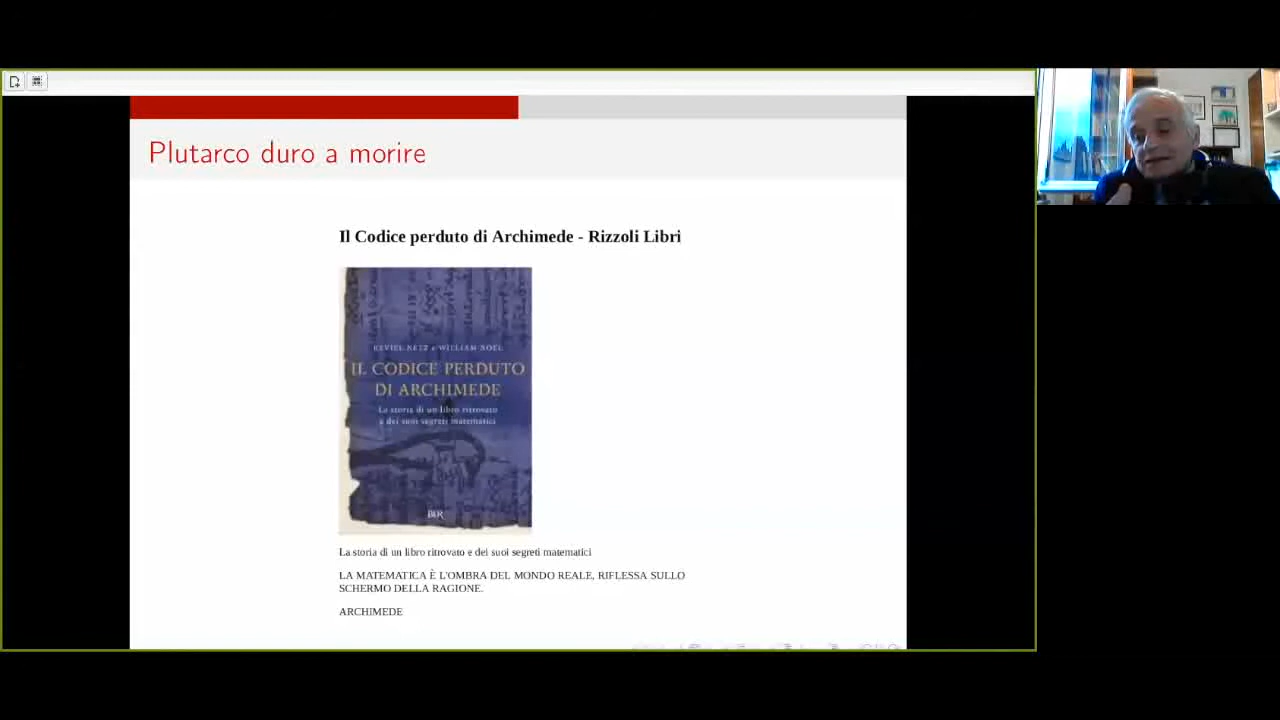 Plutarco duro a morire
Il Codice perduto di Archimede - Rizzoli Libri
REVIEL NETZ e WILLIAM NOEL
IL CODICE PERDUTO
DI ARCHIMEDE
La storia di un libro ritrovato
e dei suoi segreti matematici
BUR
La storia di un libro ritrovato e dei suoi segreti matematici
LA MATEMATICA È L'OMBRA DEL MONDO REALE, RIFLESSA SULLO
SCHERMO DELLA RAGIONE.
ARCHIMEDE